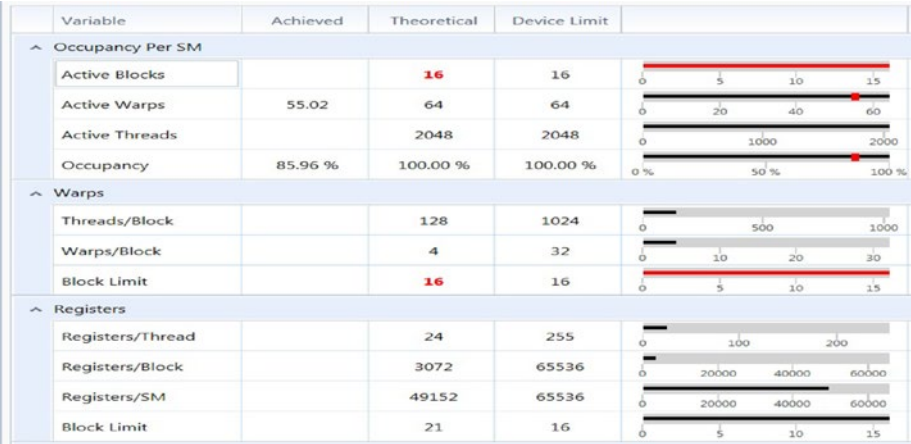 Variable Achieved Theoretical Device Limit
Occupancy Per SM
Active Blocks 16 16 0 5 10 15
Active Warps 55.02 64 64 0 20 40 60
Active Threads 2048 2048 0 1000 2000
Occupancy 85.96 % 100.00 % 100.00 % 0 % 50 % 100 %
Warps
Threads/Block 128 1024 0 500 1000
Warps/Block 4 32 0 10 20 30
Block Limit 16 16 0 5 10 15
Registers
Registers/Thread 24 255 0 100 200
Registers/Block 3072 65536 0 20000 40000 60000
Registers/SM 49152 65536 0 20000 40000 60000
Block Limit 21 16 0 5 10 15